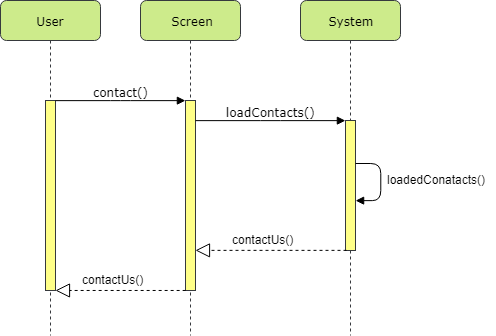 User
Screen
System
contact()
loadContacts()
loadedConatacts()
contactUs()
contactUs()